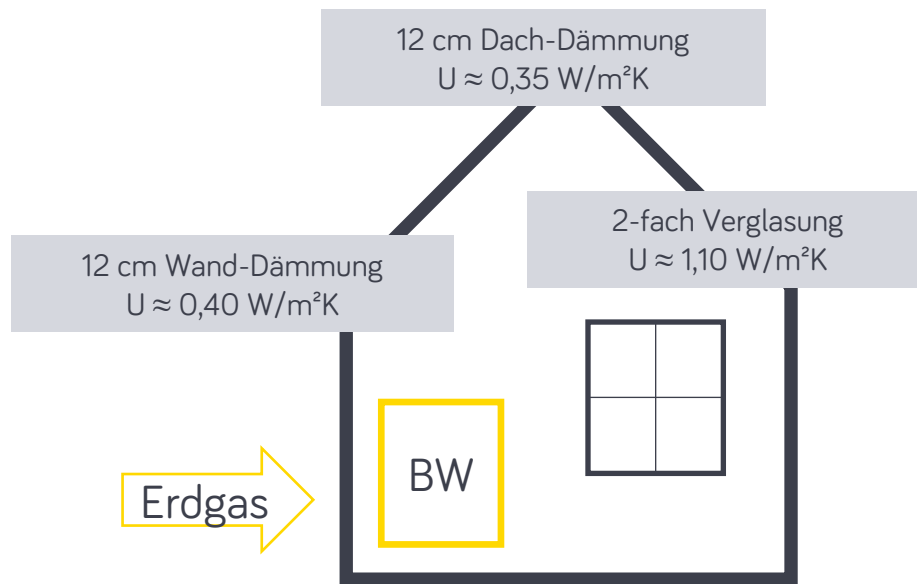 12 cm Dach-Dämmung
U ≈ 0,35 W/m²K
2-fach Verglasung
U ≈ 1,10 W/m²K
12 cm Wand-Dämmung
U ≈ 0,40 W/m²K
BW
Erdgas